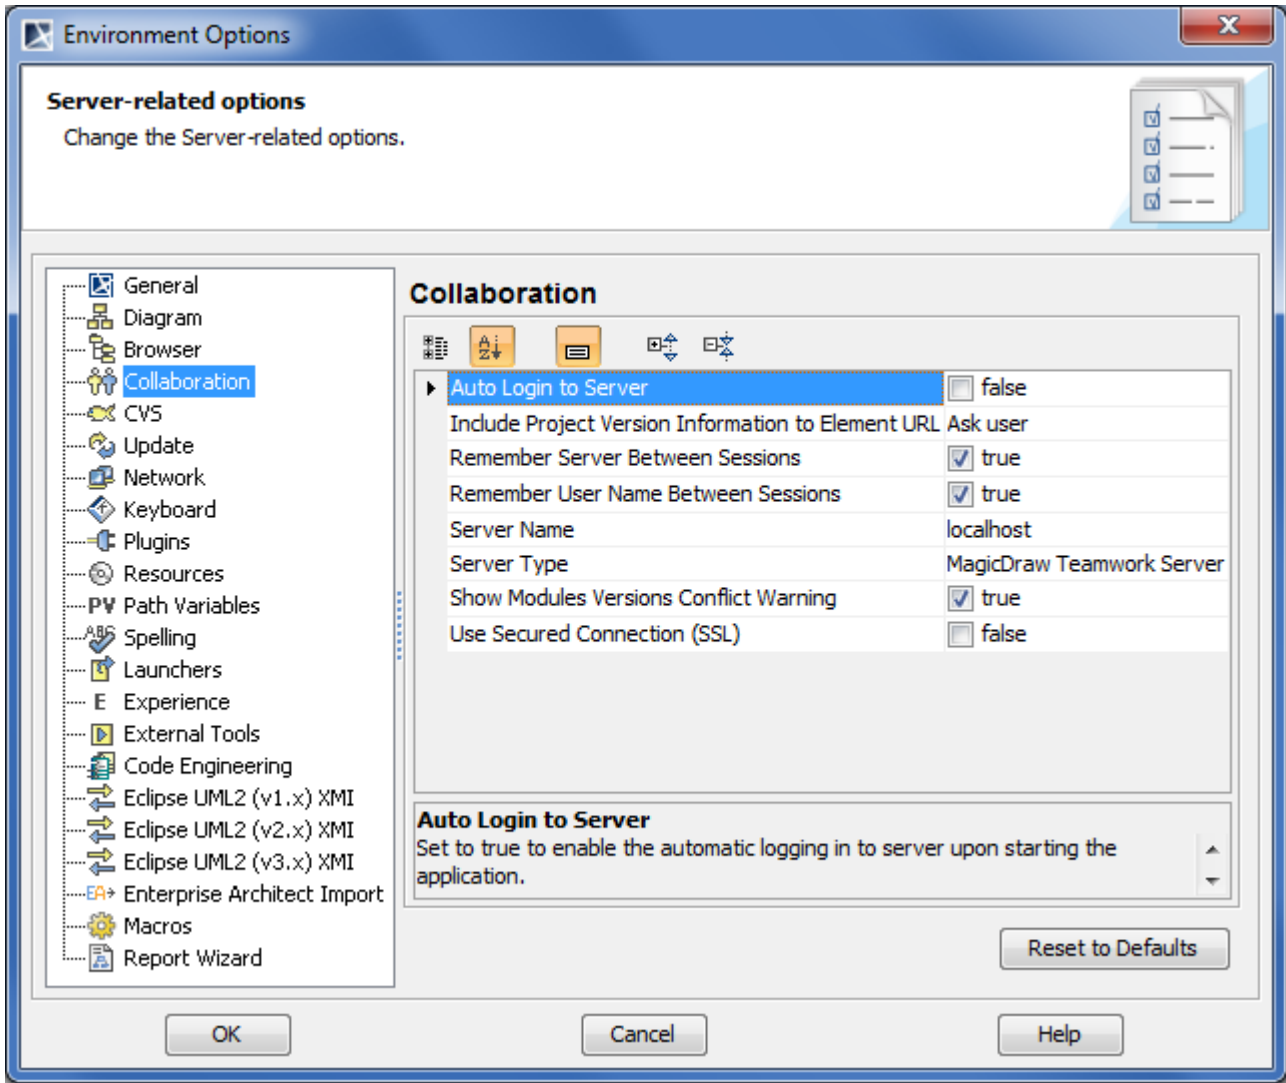 Environment Options
Server-related options
Change the Server-related options.
General
Diagram
Browser
Collaboration
CVS
Update
Network
Keyboard
Plugins
Resources
PV Path Variables
ABC Spelling
Launchers
E Experience
External Tools
Code Engineering
Eclipse UML2 (v1.x) XMI
Eclipse UML2 (v2.x) XMI
Eclipse UML2 (v3.x) XMI
EA Enterprise Architect Import
Macros
Report Wizard
Collaboration
A
Z
Auto Login to Server false
Include Project Version Information to Element URL Ask user
Remember Server Between Sessions true
Remember User Name Between Sessions true
Server Name localhost
Server Type MagicDraw Teamwork Server
Show Modules Versions Conflict Warning true
Use Secured Connection (SSL) false
Auto Login to Server
Set to true to enable the automatic logging in to server upon starting the
application.
Reset to Defaults
OK Cancel Help